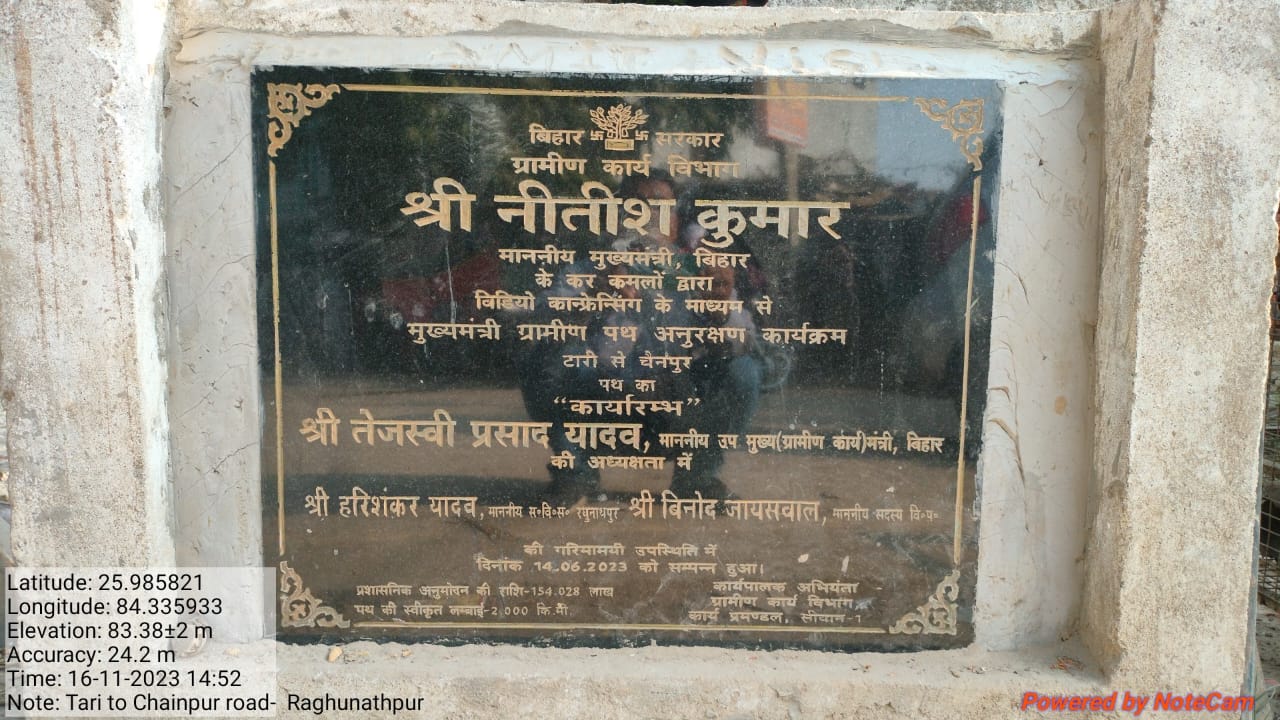 बिहार सरकार
ग्रामीण कार्य विभाग
श्री नीतीश कुमार
माननीय मुख्यमंत्री, बिहार
के कर कमलों द्वारा
विडियो कान्फ्रेन्सिंग के माध्यम से
मुख्यमंत्री ग्रामीण पथ अनुरक्षण कार्यक्रम
टारी से चैनपुर
पथ का
“कार्यारम्भ”
श्री तेजस्वी प्रसाद यादव, माननीय उप मुख्य(ग्रामीण कार्य)मंत्री, बिहार
की अध्यक्षता में
श्री हरिशंकर यादव, माननीय स०वि०स० रघुनाथपुर श्री बिनोद जायसवाल, माननीय सदस्य वि०प०
की गरिमामयी उपस्थिति में
दिनांक 14.06.2023 को सम्पन्न हुआ।
प्रशासनिक अनुमोदन की राशि-154.028 लाख
पथ की स्वीकृत लम्बाई-2.000 कि.मी.
कार्यपालक अभियंता
ग्रामीण कार्य विभाग
कार्य प्रमण्डल, सीवान-1
Latitude: 25.985821
Longitude: 84.335933
Elevation: 83.38±2 m
Accuracy: 24.2 m
Time: 16-11-2023 14:52
Note: Tari to Chainpur road- Raghunathpur
Powered by NoteCam